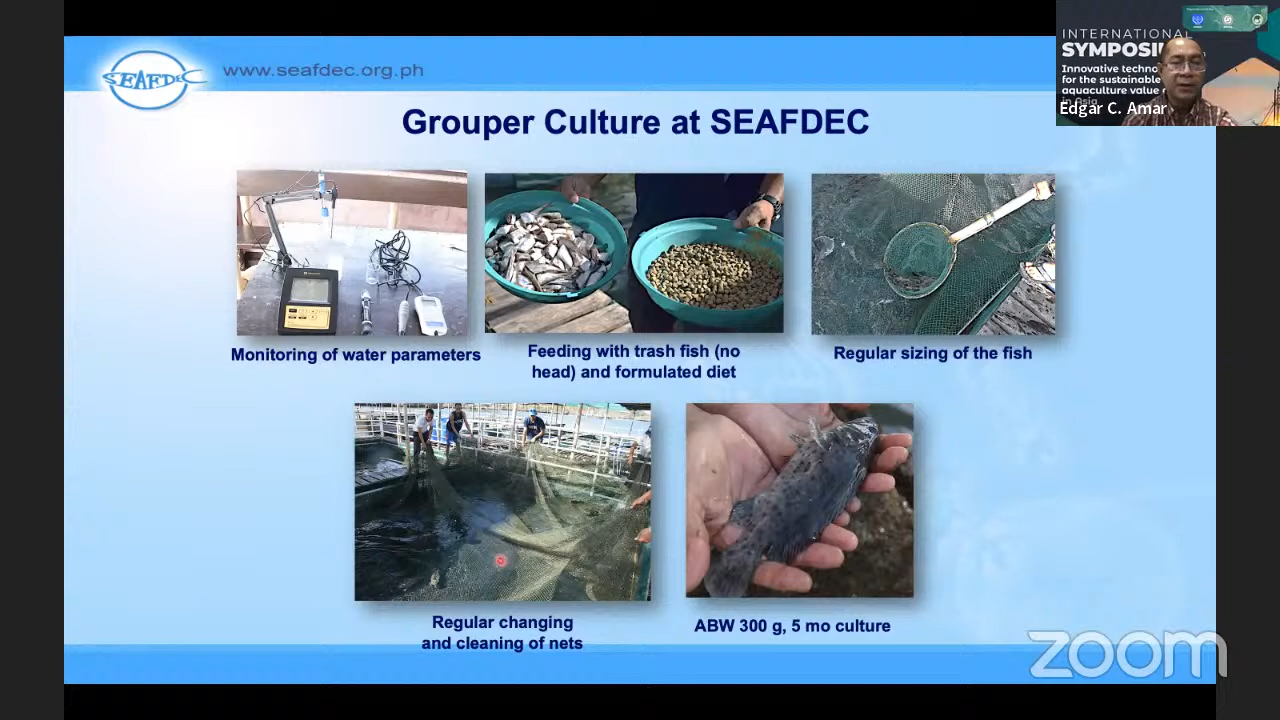 SEAFDEC
www.seafdec.org.ph
INTERNATIONAL
SYMPOSI
Innovative techno
for the sustainable
aquaculture value
in Asia
Edgar C. Amar
Grouper Culture at SEAFDEC
Monitoring of water parameters
Feeding with trash fish (no
head) and formulated diet
Regular sizing of the fish
Regular changing
and cleaning of nets
ABW 300 g, 5 mo culture
zoom